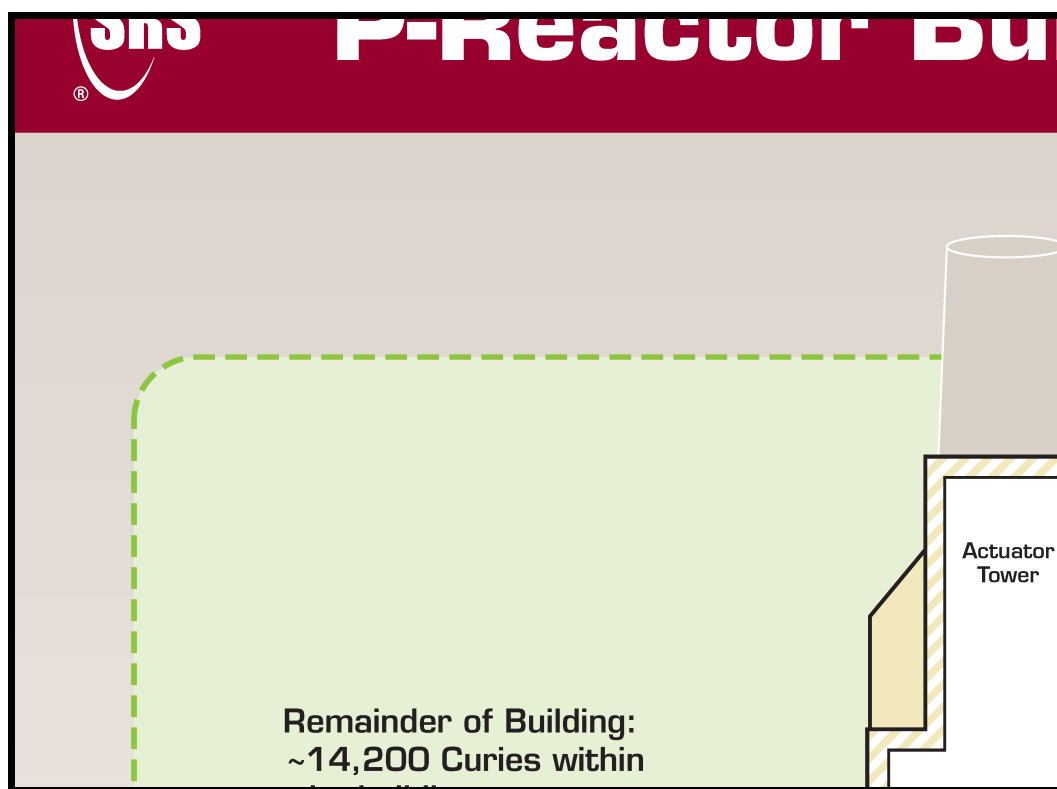 SRS
®
P-Reactor
Actuator
Tower
Remainder of Building:
~14,200 Curies within